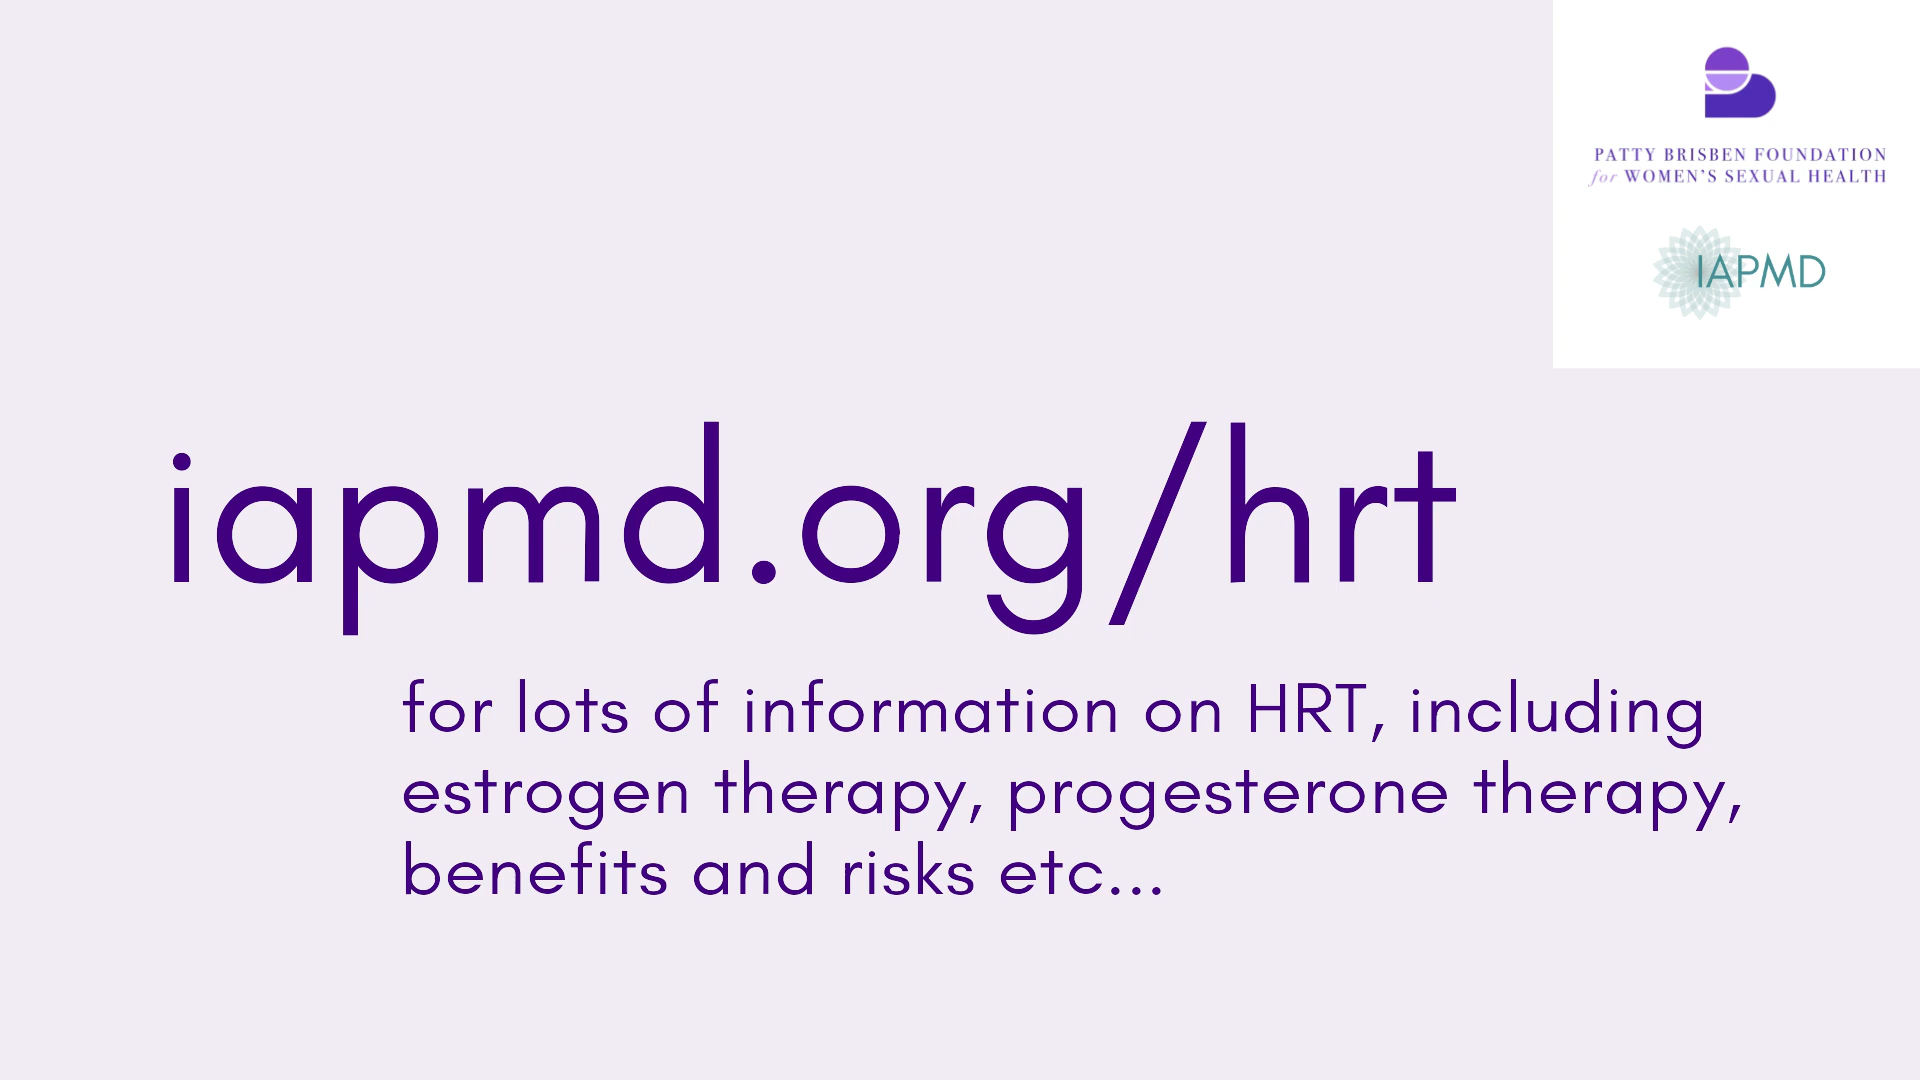 PATTY BRISBEN FOUNDATION
for WOMEN'S SEXUAL HEALTH
IAPMD
iapmd.org/hrt
for lots of information on HRT, including
estrogen therapy, progesterone therapy,
benefits and risks etc...